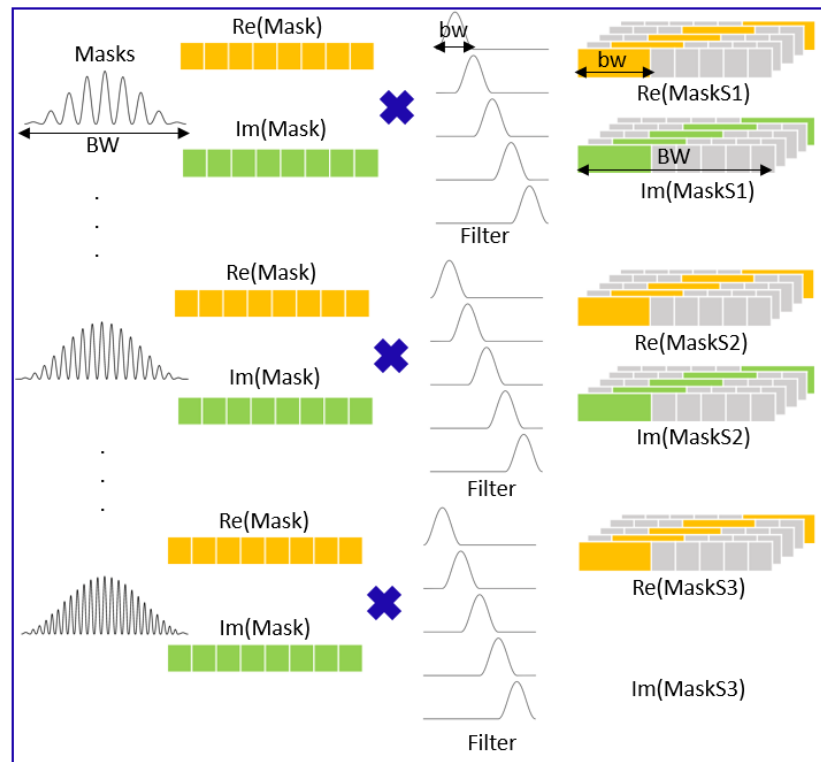 Re(Mask)
bw
Masks
bw
Re(MaskS1)
BW
Im(Mask)
BW
Im(MaskS1)
Filter
Re(Mask)
Re(MaskS2)
Im(Mask)
Im(MaskS2)
Filter
Re(Mask)
Re(MaskS3)
Im(Mask)
Im(MaskS3)
Filter